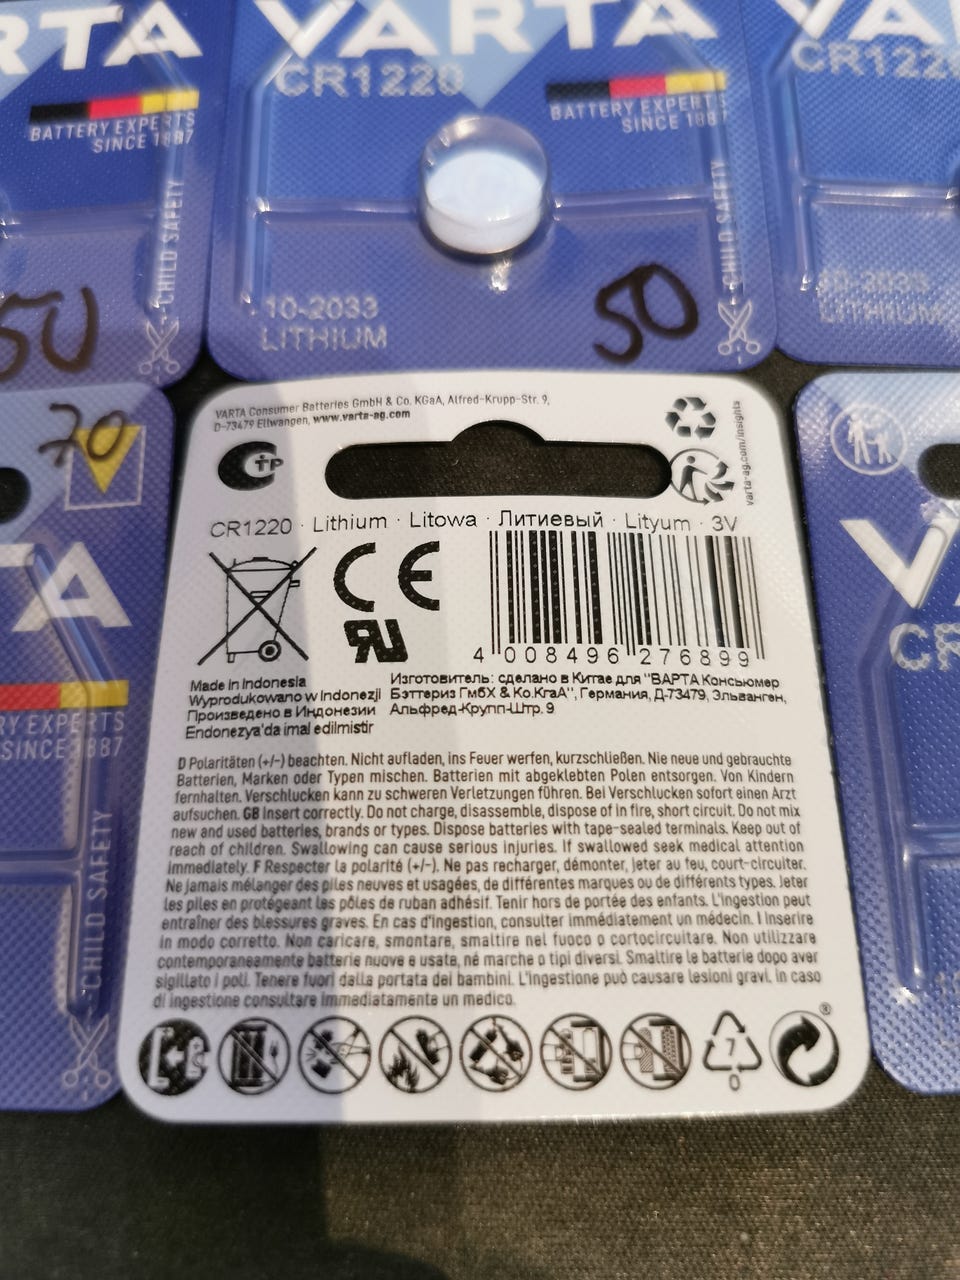 RTA
BATTERY EXPERTS
SINCE 1887
CHILD SAFETY
50
VARTA
CR1220
BATTERY EXPERTS
SINCE 1887
CHILD SAFETY
10-2033
LITHIUM
50
VA
CR122
10-2033
LITHIUM
70
TA
RY EXPERTS
SINCE 1887
CHILD SAFETY
VARTA Consumer Batteries GmbH & Co. KGaA, Alfred-Krupp-Str. 9,
D-73479 Ellwangen, www.varta-ag.com
varta-ag.com/insights
CR1220 · Lithium · Litowa · Литиевый · Lityum · 3V
CE
4 008496 276899
Made in Indonesia
Wyprodukowano w Indonezji
Произведено в Индонезии
Endonezya'da imal edilmistir
Изготовитель: сделано в Китае для "ВАРТА Консьюмер
Бэттериз ГмбХ & Ko.KгаA", Германия, Д-73479, Эльванген,
Альфред-Крупп-Штр. 9
D Polaritäten (+/-) beachten. Nicht aufladen, ins Feuer werfen, kurzschließen. Nie neue und gebrauchte
Batterien, Marken oder Typen mischen. Batterien mit abgeklebten Polen entsorgen. Von Kindern
fernhalten. Verschlucken kann zu schweren Verletzungen führen. Bei Verschlucken sofort einen Arzt
aufsuchen. GB Insert correctly. Do not charge, disassemble, dispose of in fire, short circuit. Do not mix
new and used batteries, brands or types. Dispose batteries with tape-sealed terminals. Keep out of
reach of children. Swallowing can cause serious injuries. If swallowed seek medical attention
immediately. F Respecter la polarité (+/-). Ne pas recharger, démonter, jeter au feu, court-circuiter.
Ne jamais mélanger des piles neuves et usagées, de différentes marques ou de différents types. Jeter
les piles en protégeant les pôles de ruban adhésif. Tenir hors de portée des enfants. L'ingestion peut
entraîner des blessures graves. En cas d'ingestion, consulter immédiatement un médecin. I Inserire
in modo corretto. Non caricare, smontare, smaltire nel fuoco o cortocircuitare. Non utilizzare
contemporaneamente batterie nuove e usate, né marche o tipi diversi. Smaltire le batterie dopo aver
sigillato i poli. Tenere fuori dalla portata dei bambini. L'ingestione può causare lesioni gravi. In caso
di ingestione consultare immediatamente un medico.
7
0
®
V
CR